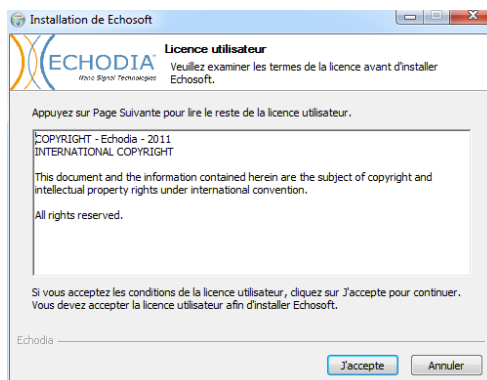 Installation de Echosoft
ECHODIA
Nano Signal Technologies
Licence utilisateur
Veuillez examiner les termes de la licence avant d'installer
Echosoft.
Appuyez sur Page Suivante pour lire le reste de la licence utilisateur.
COPYRIGHT - Echodia - 2011
INTERNATIONAL COPYRIGHT
This document and the information contained herein are the subject of copyright and
intellectual property rights under international convention.
All rights reserved.
Si vous acceptez les conditions de la licence utilisateur, cliquez sur J'accepte pour continuer.
Vous devez accepter la licence utilisateur afin d'installer Echosoft.
Echodia
J'accepte
Annuler